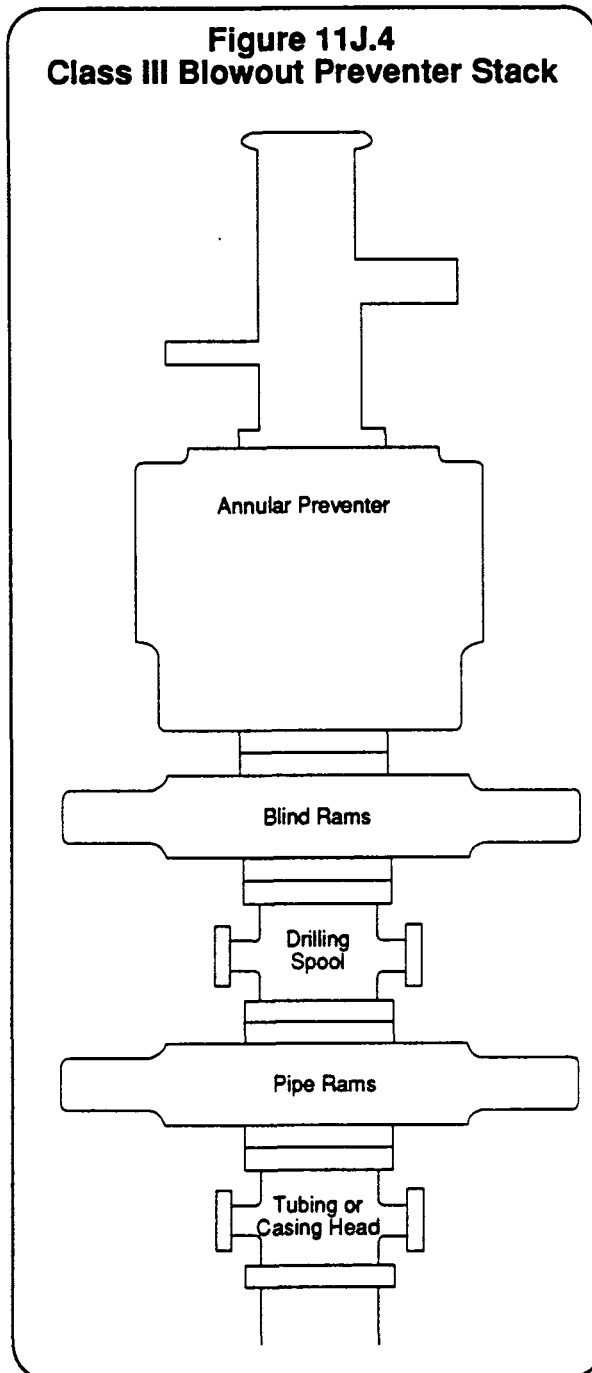 Figure 11J.4
Class III Blowout Preventer Stack
Annular Preventer
Blind Rams
Drilling
Spool
Pipe Rams
Tubing or
Casing Head